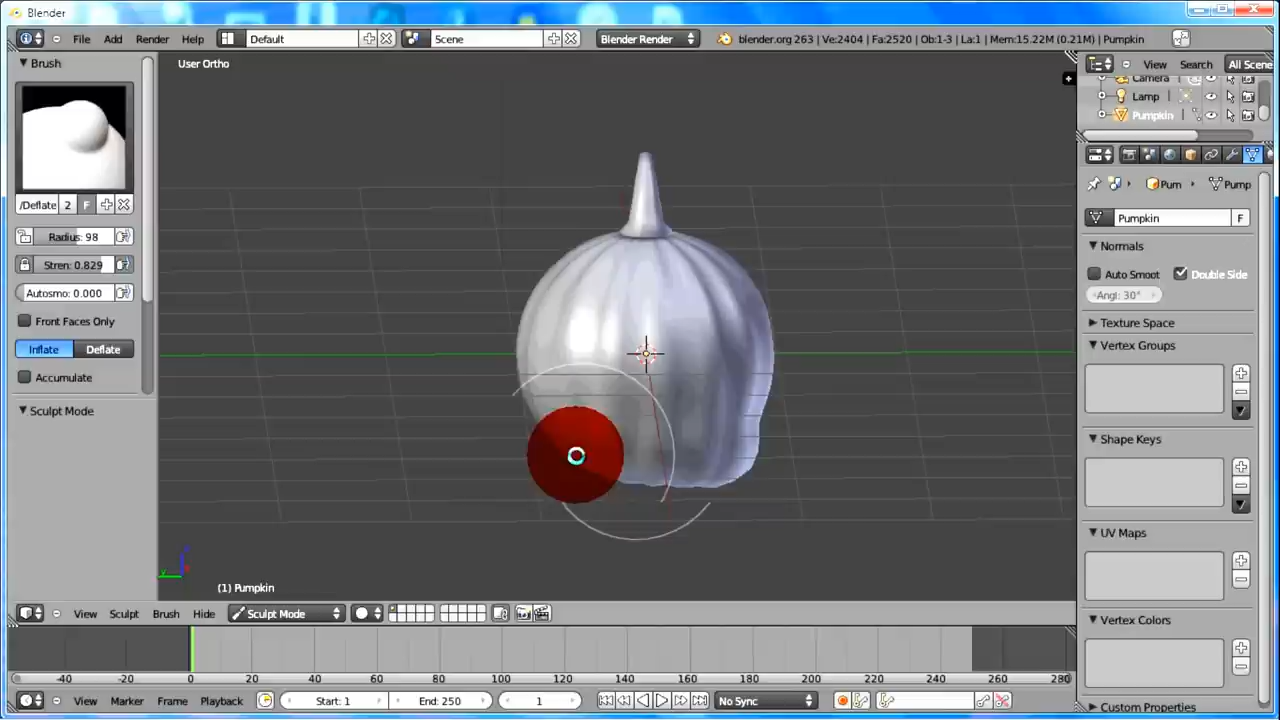 Blender
File Add Render Help Default Scene Blender Render blender.org 263 | Ve:2404 | Fa:2520 | Ob:1-3 | La:1 | Mem:15.22M (0.21M) | Pumpkin
Brush
User Ortho
View Search All Scene
Camera
Lamp
Pumpkin
/Deflate 2 F
Pum Pump
Radius: 98
Pumpkin F
Stren: 0.829
Normals
Autosmo: 0.000
Auto Smoot Double Side
Angl: 30°
Front Faces Only
Texture Space
Inflate Deflate
Vertex Groups
Accumulate
Sculpt Mode
Shape Keys
UV Maps
(1) Pumpkin
View Sculpt Brush Hide Sculpt Mode
Vertex Colors
-40 -20 0 20 40 60 80 100 120 140 160 180 200 220 240 260 280
View Marker Frame Playback Start: 1 End: 250 1 No Sync
Custom Properties